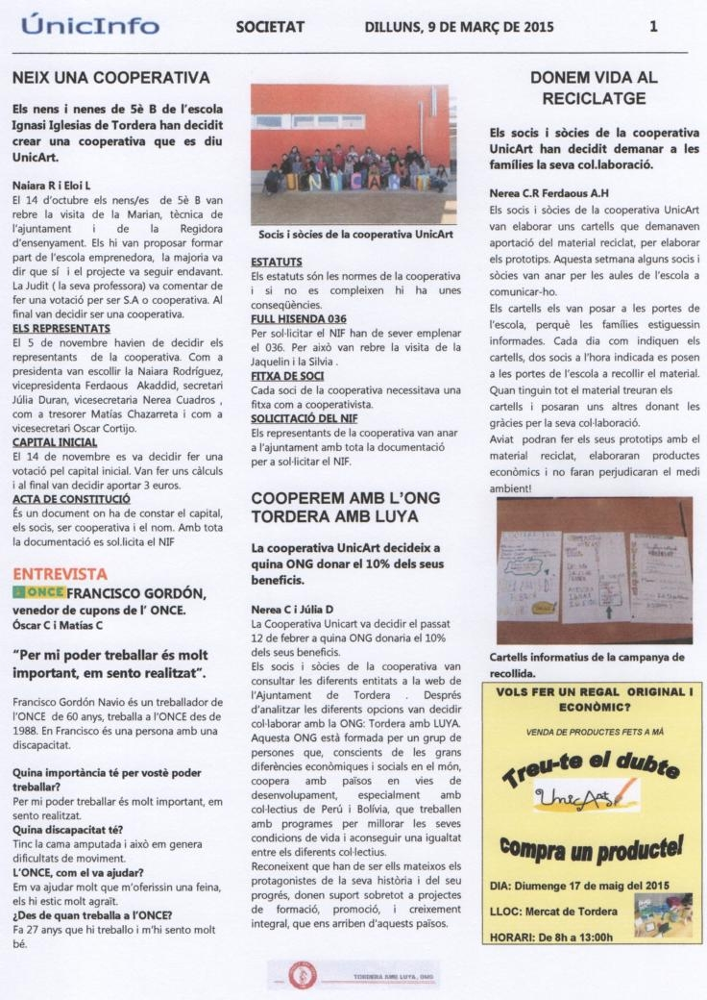 ÚnicInfo
SOCIETAT
DILLUNS, 9 DE MARÇ DE 2015
1
NEIX UNA COOPERATIVA
Els nens i nenes de 5è B de l'escola
Ignasi Iglesias de Tordera han decidit
crear una cooperativa que es diu
UnicArt.
Naiara R i Eloi L
El 14 d'octubre els nens/es de 5è B van
rebre la visita de la Marian, tècnica de
l'ajuntament i de la Regidora
d'ensenyament. Els hi van proposar formar
part de l'escola emprenedora, la majoria va
dir que sí i el projecte va seguir endavant.
La Judit ( la seva professora) va comentar de
fer una votació per ser S.A o cooperativa. Al
final van decidir ser una cooperativa.
ELS REPRESENTATS
El 5 de novembre havien de decidir els
representants de la cooperativa. Com a
presidenta van escollir la Naiara Rodríguez,
vicepresidenta Ferdaous Akaddid, secretari
Júlia Duran, vicesecretaria Nerea Cuadros ,
com a tresorer Matías Chazarreta i com a
vicesecretari Oscar Cortijo.
CAPITAL INICIAL
El 14 de novembre es va decidir fer una
votació pel capital inicial. Van fer uns càlculs
i al final van decidir aportar 3 euros.
ACTA DE CONSTITUCIÓ
És un document on ha de constar el capital,
els socis, ser cooperativa i el nom. Amb tota
la documentació es sol.licita el NIF
ENTREVISTA
ONCE FRANCISCO GORDÓN,
venedor de cupons de l' ONCE.
Óscar C i Matías C
“Per mi poder treballar és molt
important, em sento realitzat”.
Francisco Gordón Navio és un treballador de
l'ONCE de 60 anys, treballa a l'ONCE des de
1988. En Francisco és una persona amb una
discapacitat.
Quina importància té per vostè poder
treballar?
Per mi poder treballar és molt important, em
sento realitzat.
Quina discapacitat té?
Tinc la cama amputada i això em genera
dificultats de moviment.
L'ONCE, com el va ajudar?
Em va ajudar molt que m'oferissin una feina,
els hi estic molt agraït.
¿Des de quan treballa a l'ONCE?
Fa 27 anys que hi treballo i m'hi sento molt
bé.
UNICART
Socis i sòcies de la cooperativa UnicArt
ESTATUTS
Els estatuts són les normes de la cooperativa
i si no es compleixen hi ha unes
conseqüències.
FULL HISENDA 036
Per sol·licitar el NIF han de sever emplenar
el 036. Per això van rebre la visita de la
Jaquelin i la Silvia .
FITXA DE SOCI
Cada soci de la cooperativa necessitava una
fitxa com a cooperativista.
SOLICITACIÓ DEL NIF
Els representants de la cooperativa van anar
a l'ajuntament amb tota la documentació
per a sol·licitar el NIF.
COOPEREM AMB L'ONG
TORDERA AMB LUYA
La cooperativa UnicArt decideix a
quina ONG donar el 10% dels seus
beneficis.
Nerea C i Júlia D
La Cooperativa Unicart va decidir el passat
12 de febrer a quina ONG donaria el 10%
dels seus beneficis.
Els socis i sòcies de la cooperativa van
consultar les diferents entitats a la web de
l'Ajuntament de Tordera . Després
d'analitzar les diferents opcions van decidir
col·laborar amb la ONG: Tordera amb LUYA.
Aquesta ONG està formada per un grup de
persones que, conscients de les grans
diferències econòmiques i socials en el món,
coopera amb països en vies de
desenvolupament, especialment amb
col·lectius de Perú i Bolívia, que treballen
amb programes per millorar les seves
condicions de vida i aconseguir una igualtat
entre els diferents col·lectius.
Reconeixent que han de ser ells mateixos els
protagonistes de la seva història i del seu
progrés, donen suport sobretot a projectes
de formació, promoció, i creixement
integral, que ens arriben d'aquests països.
TORDERA AMB LUYA, ONG
DONEM VIDA AL
RECICLATGE
Els socis i sòcies de la cooperativa
UnicArt han decidit demanar a les
famílies la seva col.laboració.
Nerea C.R Ferdaous A.H
Els socis i sòcies de la cooperativa UnicArt
van elaborar uns cartells que demanaven
aportació del material reciclat, per elaborar
els prototips. Aquesta setmana alguns socis i
sòcies van anar per les aules de l'escola a
comunicar-ho.
Els cartells els van posar a les portes de
l'escola, perquè les famílies estiguessin
informades. Cada dia com indiquen els
cartells, dos socis a l'hora indicada es posen
a les portes de l'escola a recollir el material.
Quan tinguin tot el material treuran els
cartells i posaran uns altres donant les
gràcies per la seva col·laboració.
Aviat podran fer els seus prototips amb el
material reciclat, elaboraran productes
econòmics i no faran perjudicaran el medi
ambient!
Cartells informatius de la campanya de
recollida.
VOLS FER UN REGAL ORIGINAL I
ECONÒMIC?
VENDA DE PRODUCTES FETS A MÀ
Treu-te el dubte
UnicArt
compra un producte!
DIA: Diumenge 17 de maig del 2015
LLOC: Mercat de Tordera
HORARI: De 8h a 13:00h